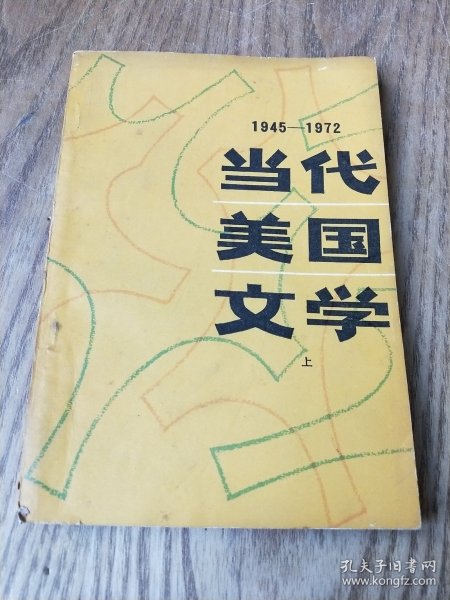 1945—1972
当代
美国
文学
上
孔夫子旧书网
www.kongfz.com